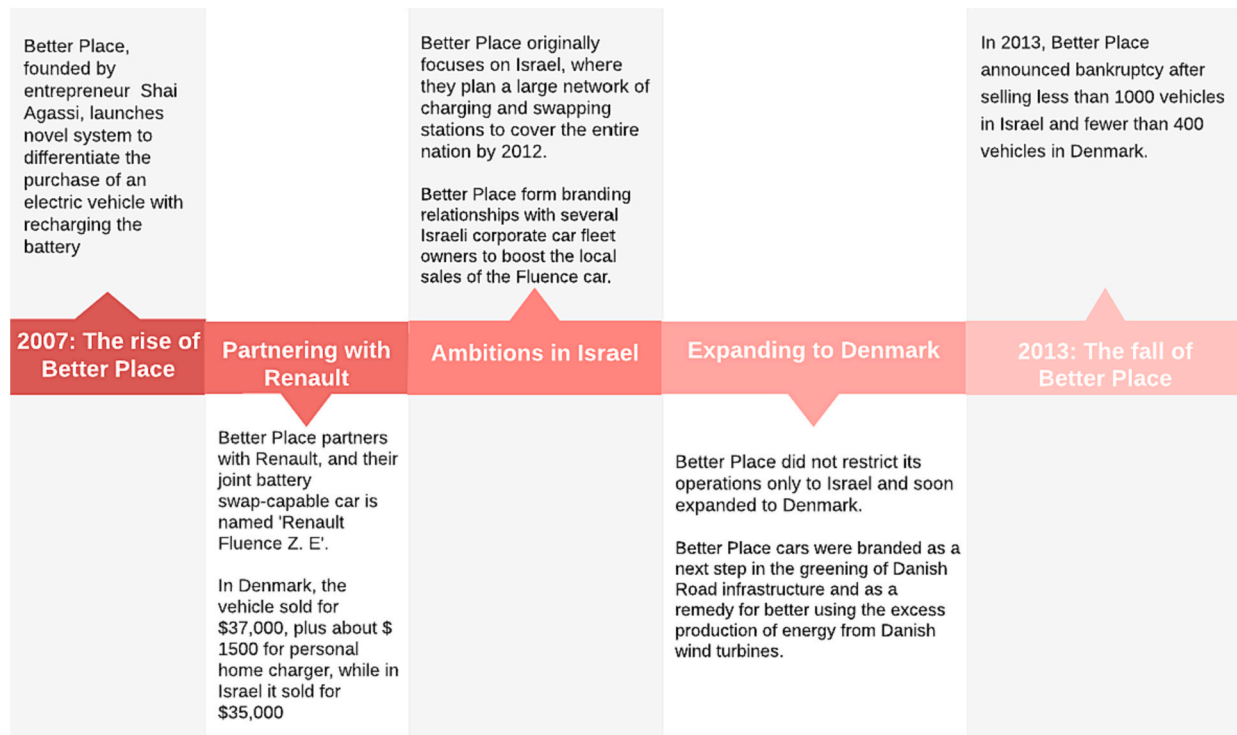 Better Place,
founded by
entrepreneur Shai
Agassi, launches
novel system to
differentiate the
purchase of an
electric vehicle with
recharging the
battery
2007: The rise of
Better Place
Partnering with
Renault
Better Place partners
with Renault, and their
joint battery
swap-capable car is
named 'Renault
Fluence Z. E'.
In Denmark, the
vehicle sold for
$37,000, plus about $
1500 for personal
home charger, while in
Israel it sold for
$35,000
Better Place originally
focuses on Israel, where
they plan a large network of
charging and swapping
stations to cover the entire
nation by 2012.
Better Place form branding
relationships with several
Israeli corporate car fleet
owners to boost the local
sales of the Fluence car.
Ambitions in Israel
Expanding to Denmark
Better Place did not restrict its
operations only to Israel and soon
expanded to Denmark.
Better Place cars were branded as a
next step in the greening of Danish
Road infrastructure and as a
remedy for better using the excess
production of energy from Danish
wind turbines.
In 2013, Better Place
announced bankruptcy after
selling less than 1000 vehicles
in Israel and fewer than 400
vehicles in Denmark.
2013: The fall of
Better Place